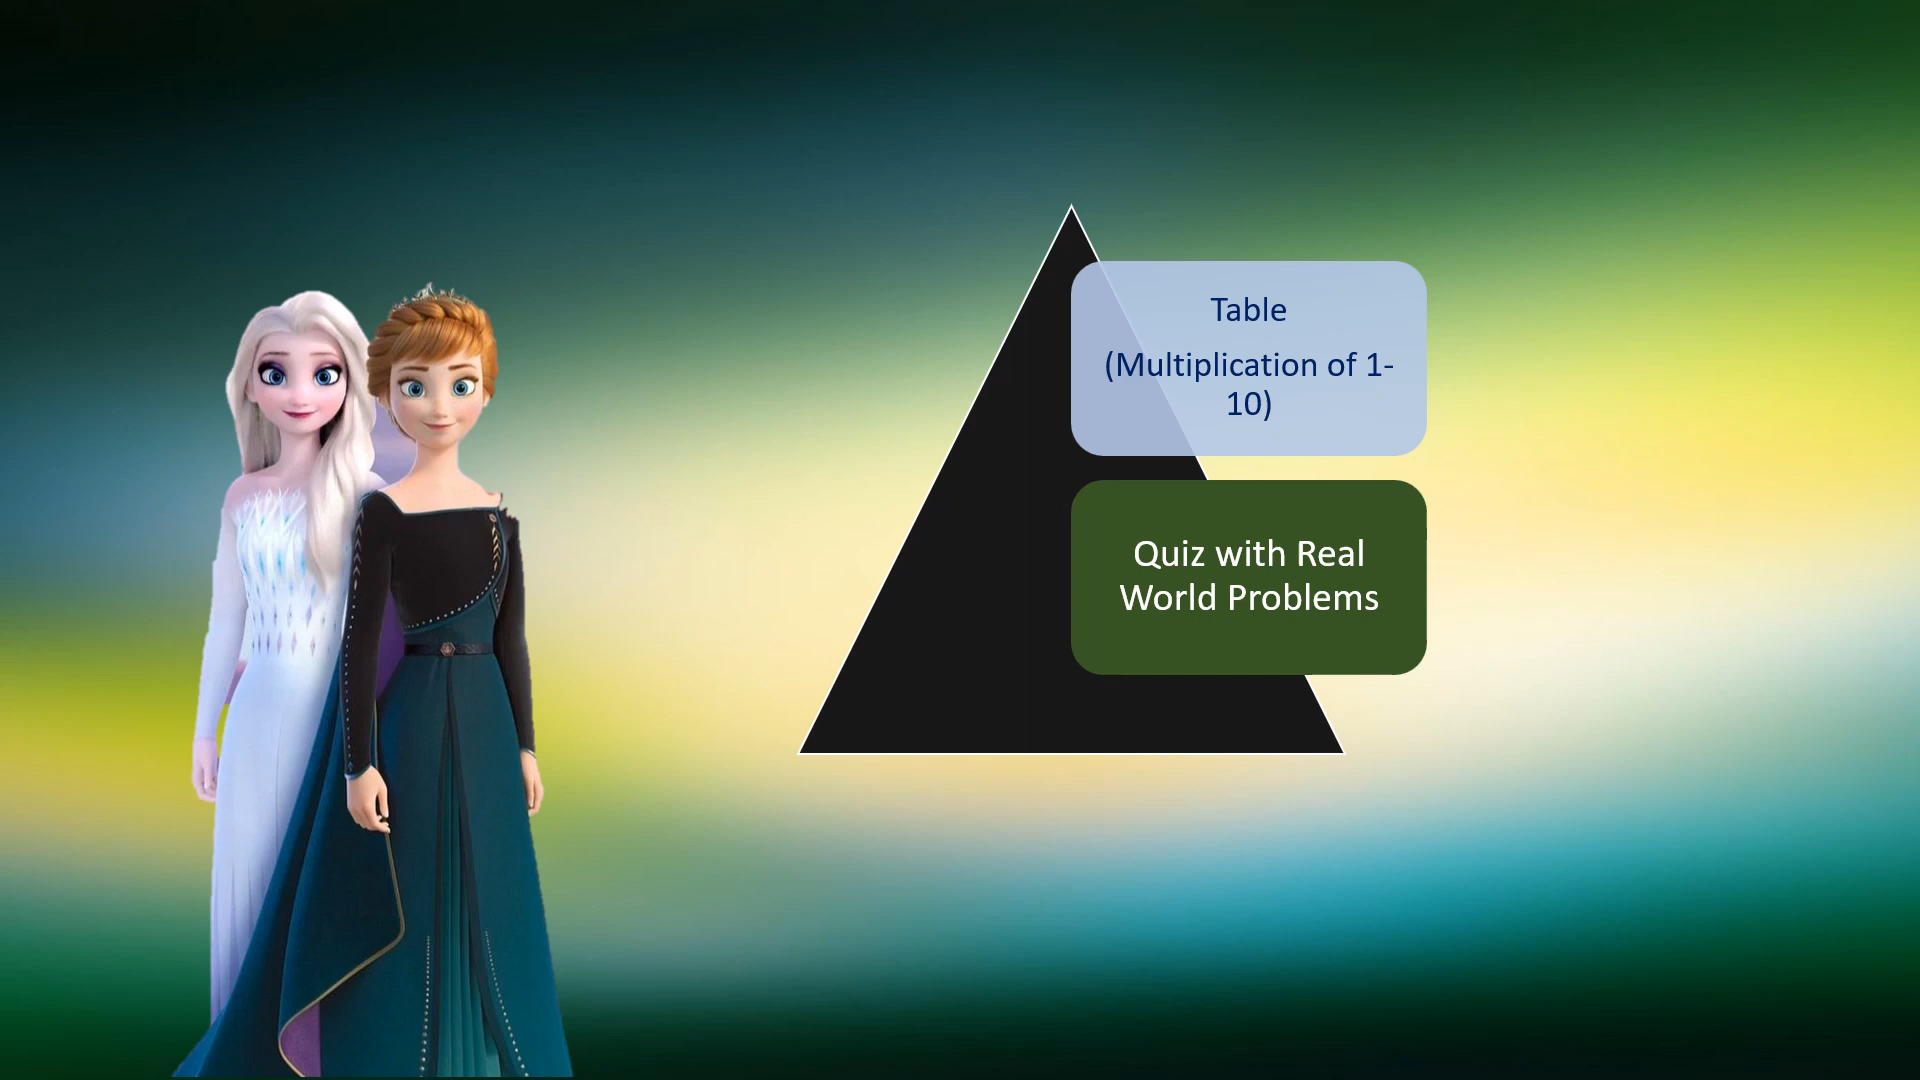 Table
(Multiplication of 1-
10)
Quiz with Real
World Problems